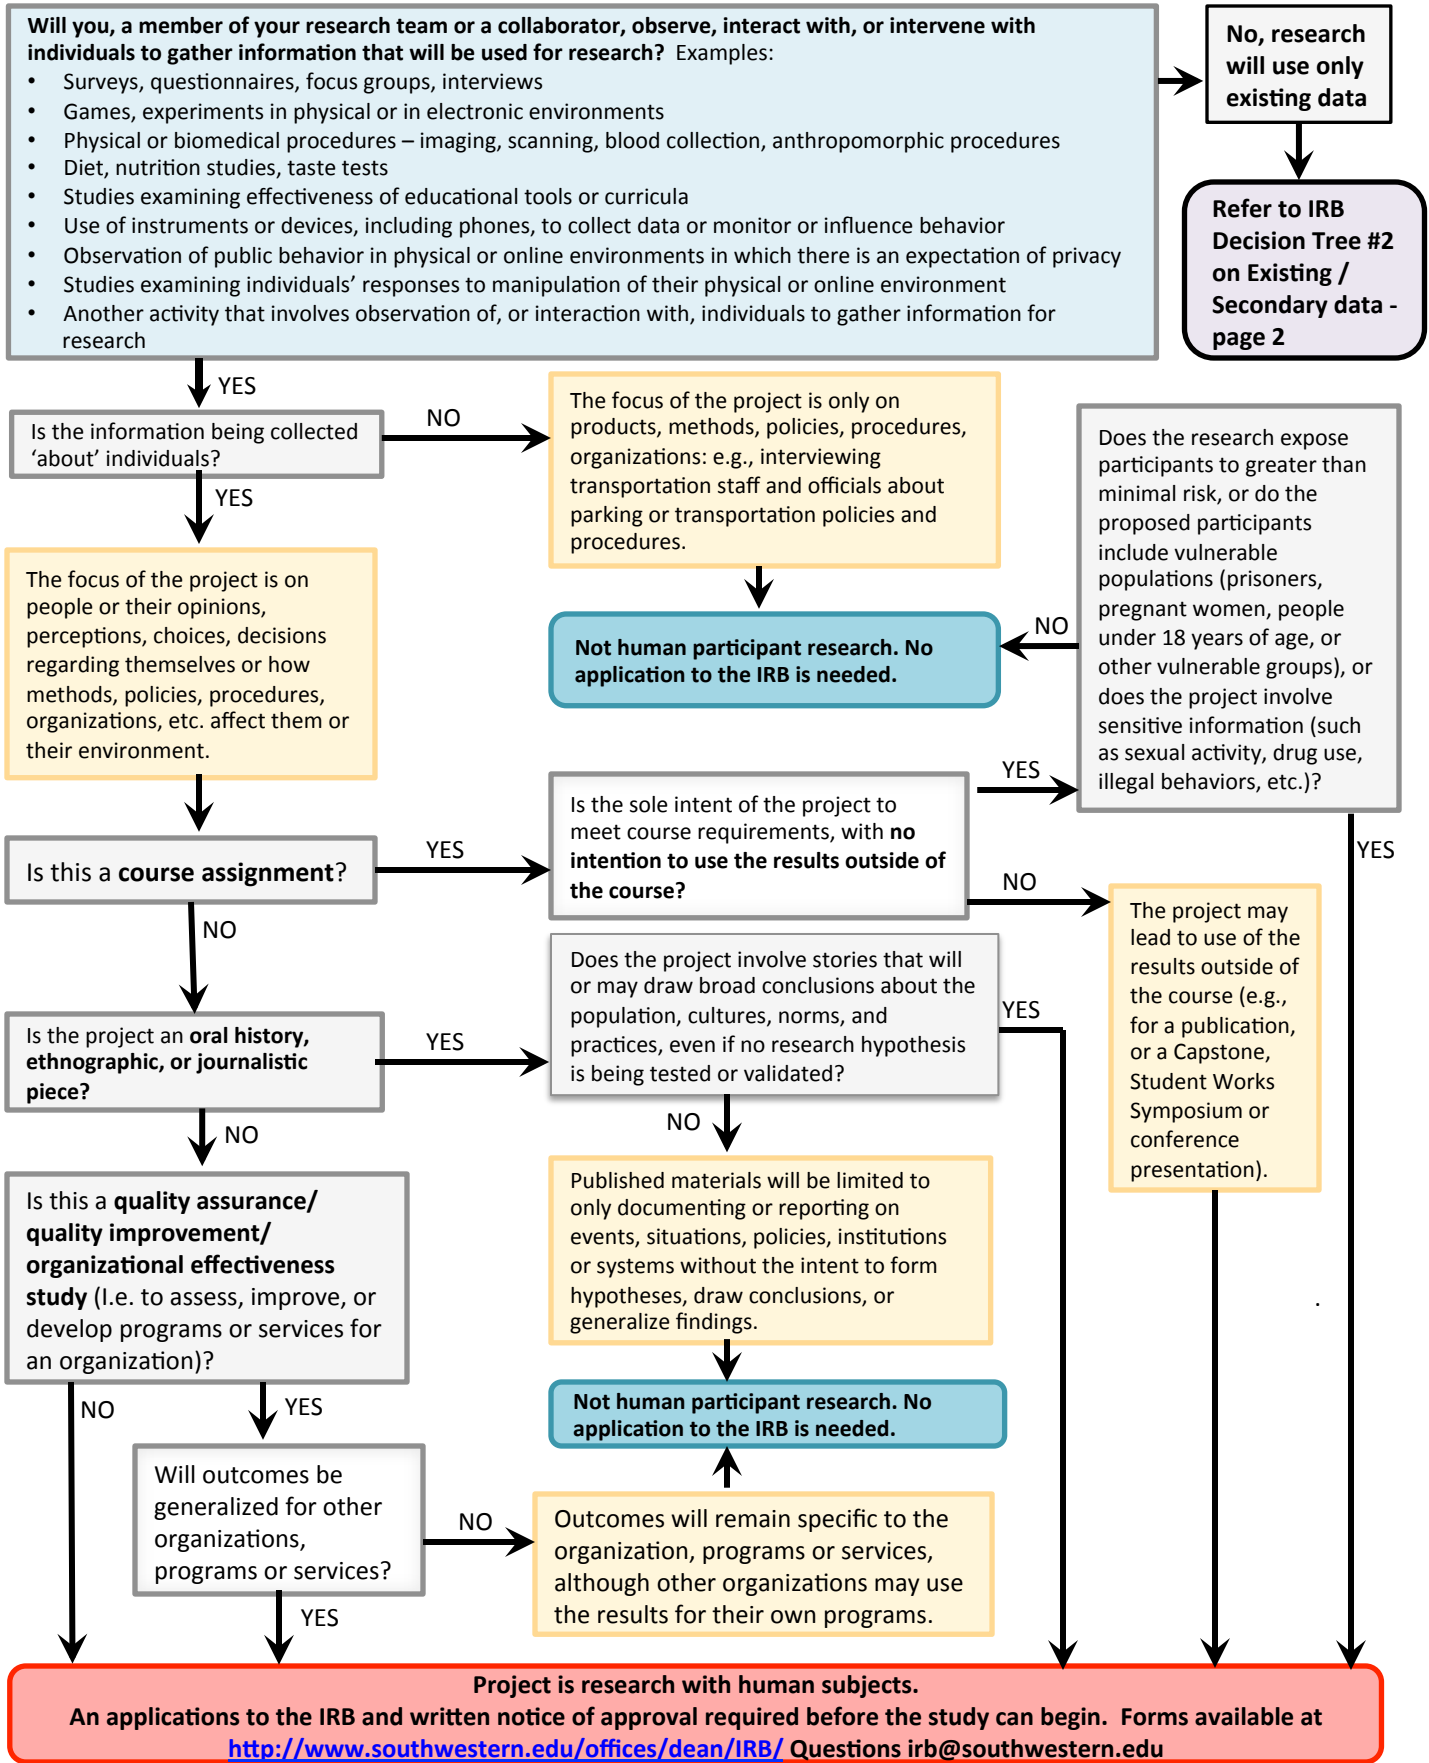 Will you, a member of your research team or a collaborator, observe, interact with, or intervene with
individuals to gather information that will be used for research?  Examples:
• Surveys, questionnaires, focus groups, interviews
• Games, experiments in physical or in electronic environments
• Physical or biomedical procedures – imaging, scanning, blood collection, anthropomorphic procedures
• Diet, nutrition studies, taste tests
• Studies examining effectiveness of educational tools or curricula
• Use of instruments or devices, including phones, to collect data or monitor or influence behavior
• Observation of public behavior in physical or online environments in which there is an expectation of privacy
• Studies examining individuals’ responses to manipulation of their physical or online environment
• Another activity that involves observation of, or interaction with, individuals to gather information for
research
No, research
will use only
existing data
Refer to IRB
Decision Tree #2
on Existing /
Secondary data -
page 2
YES
Is the information being collected
‘about’ individuals?
NO
The focus of the project is only on
products, methods, policies, procedures,
organizations: e.g., interviewing
transportation staff and officials about
parking or transportation policies and
procedures.
Not human participant research. No
application to the IRB is needed.
YES
The focus of the project is on
people or their opinions,
perceptions, choices, decisions
regarding themselves or how
methods, policies, procedures,
organizations, etc. affect them or
their environment.
Does the research expose
participants to greater than
minimal risk, or do the
proposed participants
include vulnerable
populations (prisoners,
pregnant women, people
under 18 years of age, or
other vulnerable groups), or
does the project involve
sensitive information (such
as sexual activity, drug use,
illegal behaviors, etc.)?
NO
YES
Is this a course assignment?
YES
Is the sole intent of the project to
meet course requirements, with no
intention to use the results outside of
the course?
YES
NO
The project may
lead to use of the
results outside of
the course (e.g.,
for a publication,
or a Capstone,
Student Works
Symposium or
conference
presentation).
NO
Is the project an oral history,
ethnographic, or journalistic
piece?
YES
Does the project involve stories that will
or may draw broad conclusions about the
population, cultures, norms, and
practices, even if no research hypothesis
is being tested or validated?
YES
NO
Published materials will be limited to
only documenting or reporting on
events, situations, policies, institutions
or systems without the intent to form
hypotheses, draw conclusions, or
generalize findings.
.
Not human participant research. No
application to the IRB is needed.
NO
Is this a quality assurance/
quality improvement/
organizational effectiveness
study (I.e. to assess, improve, or
develop programs or services for
an organization)?
NO
YES
Will outcomes be
generalized for other
organizations,
programs or services?
NO
Outcomes will remain specific to the
organization, programs or services,
although other organizations may use
the results for their own programs.
YES
Project is research with human subjects.
An applications to the IRB and written notice of approval required before the study can begin.  Forms available at
http://www.southwestern.edu/offices/dean/IRB/ Questions irb@southwestern.edu